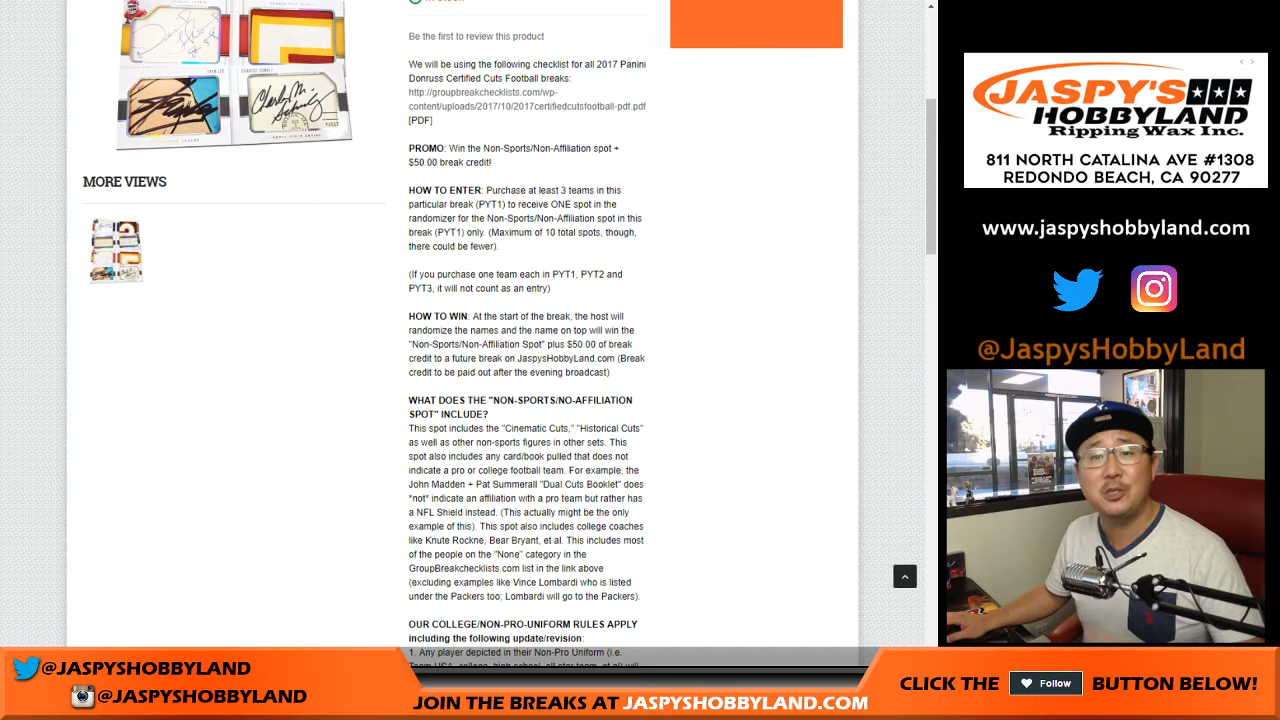 Be the first to review this product
We will be using the following checklist for all 2017 Panini
Donruss Certified Cuts Football breaks:
http://groupbreakchecklists.com/wp-
content/uploads/2017/10/2017certifiedcutsfootball-pdf.pdf
[PDF]
PROMO: Win the Non-Sports/Non-Affiliation spot +
$50.00 break credit!
HOW TO ENTER: Purchase at least 3 teams in this
particular break (PYT1) to receive ONE spot in the
randomizer for the Non-Sports/Non-Affiliation spot in this
break (PYT1) only. (Maximum of 10 total spots, though,
there could be fewer).
(If you purchase one team each in PYT1, PYT2 and
PYT3, it will not count as an entry)
HOW TO WIN: At the start of the break, the host will
randomize the names and the name on top will win the
"Non-Sports/Non-Affiliation Spot" plus $50.00 of break
credit to a future break on JaspysHobbyLand.com (Break
credit to be paid out after the evening broadcast)
WHAT DOES THE "NON-SPORTS/NO-AFFILIATION
SPOT" INCLUDE?
This spot includes the "Cinematic Cuts," "Historical Cuts"
as well as other non-sports figures in other sets. This
spot also includes any card/book pulled that does not
indicate a pro or college football team. For example, the
John Madden + Pat Summerall "Dual Cuts Booklet" does
*not* indicate an affiliation with a pro team but rather has
a NFL Shield instead. (This actually might be the only
example of this). This spot also includes college coaches
like Knute Rockne, Bear Bryant, et al. This includes most
of the people on the "None" category in the
GroupBreakchecklists.com list in the link above
(excluding examples like Vince Lombardi who is listed
under the Packers too; Lombardi will go to the Packers).
OUR COLLEGE/NON-PRO-UNIFORM RULES APPLY
including the following update/revision:
1. Any player depicted in their Non-Pro Uniform (i.e.
MORE VIEWS
JASPY'S
HOBBYLAND
Ripping Wax Inc.
811 NORTH CATALINA AVE #1308
REDONDO BEACH, CA 90277
www.jaspyshobbyland.com
@JaspysHobbyLand
@JASPYSHOBBYLAND
@JASPYSHOBBYLAND
JOIN THE BREAKS AT JASPYSHOBBYLAND.COM
CLICK THE Follow BUTTON BELOW!